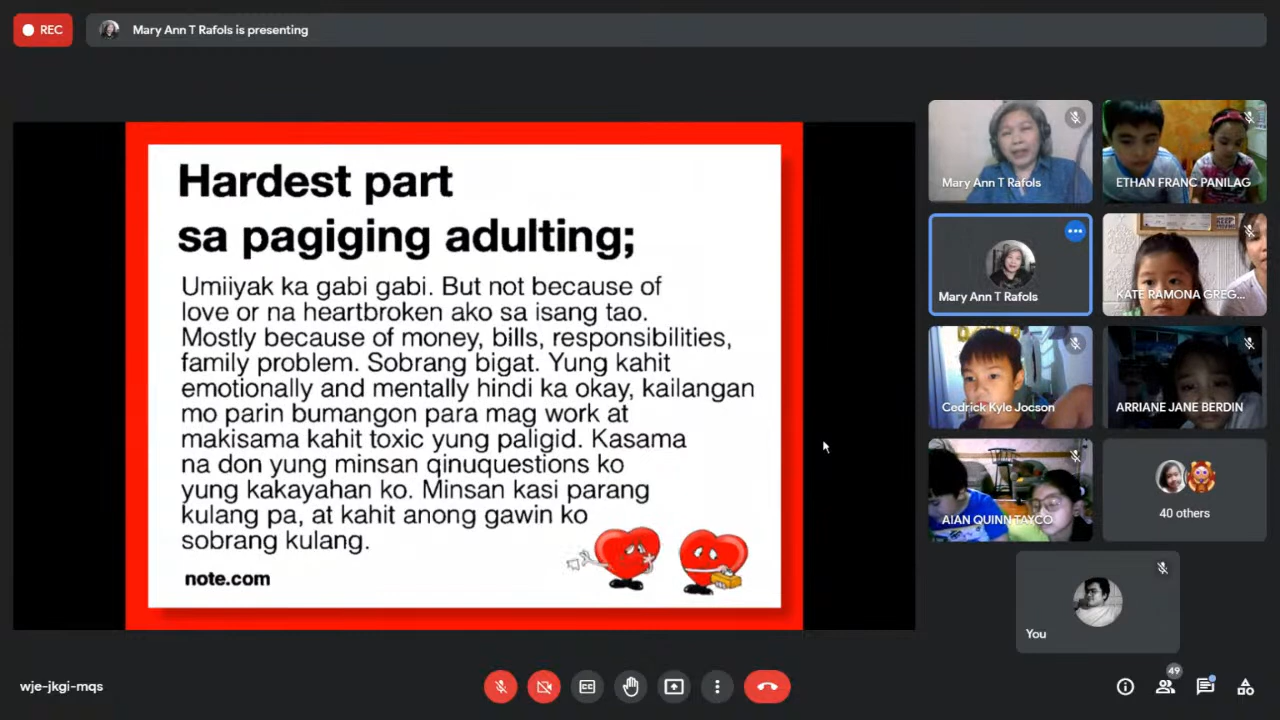 REC
Mary Ann T Rafols is presenting
Hardest part
sa pagiging adulting;
Umiiyak ka gabi gabi. But not because of
love or na heartbroken ako sa isang tao.
Mostly because of money, bills, responsibilities,
family problem. Sobrang bigat. Yung kahit
emotionally and mentally hindi ka okay, kailangan
mo parin bumangon para mag work at
makisama kahit toxic yung paligid. Kasama
na don yung minsan qinuquestions ko
yung kakayahan ko. Minsan kasi parang
kulang pa, at kahit anong gawin ko
sobrang kulang.
note.com
Mary Ann T Rafols
ETHAN FRANC PANILAG
Mary Ann T Rafols
KATE RAMONA GREG...
Cedrick Kyle Jocson
ARRIANE JANE BERDIN
AIAN QUINN TAYCO
40 others
You
wje-jkgi-mqs
49